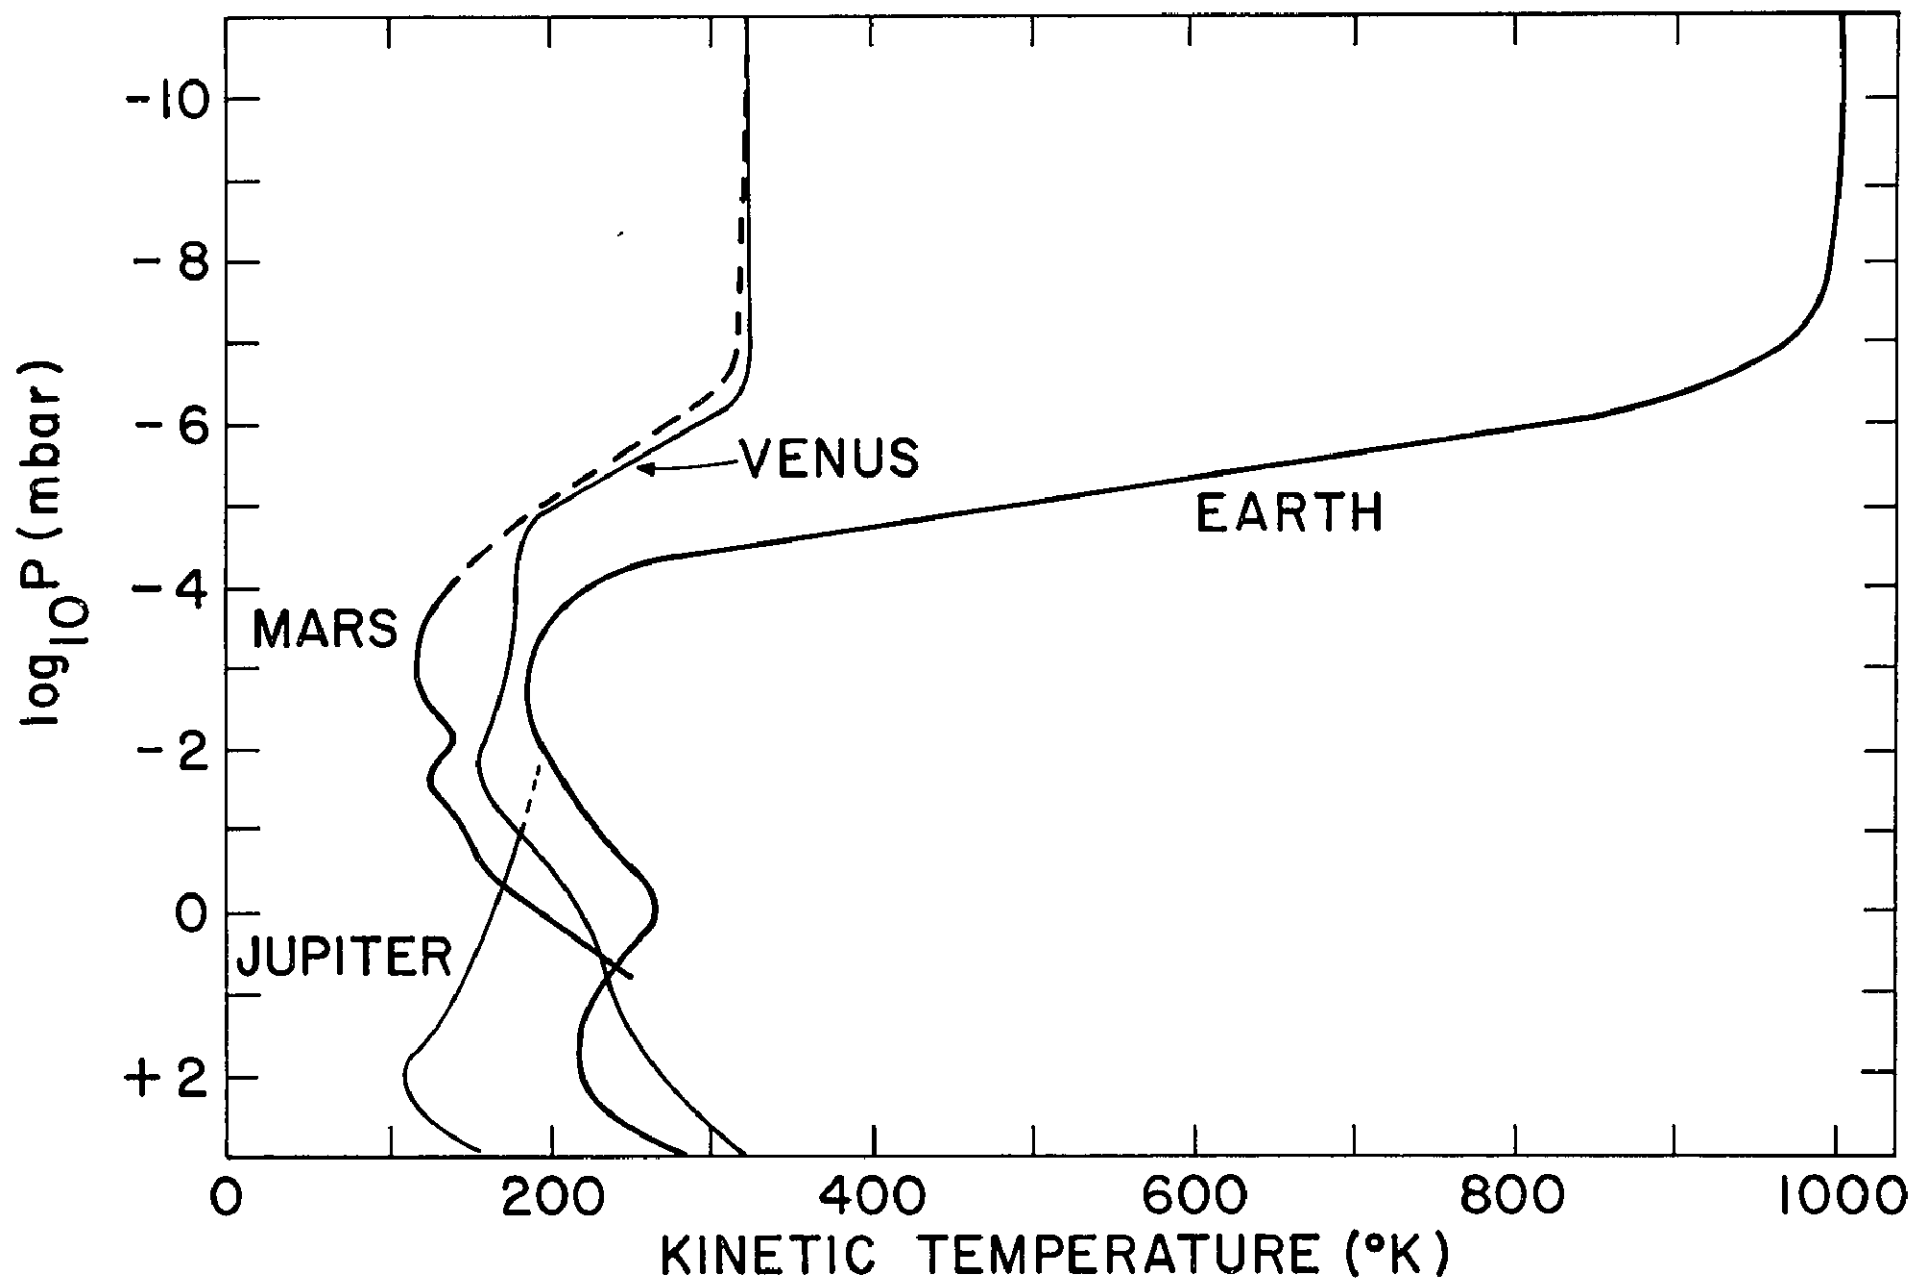 -10
-8
-6
-4
-2
0
+2
log10P (mbar)
VENUS
EARTH
MARS
JUPITER
0 200 400 600 800 1000
KINETIC TEMPERATURE (°K)